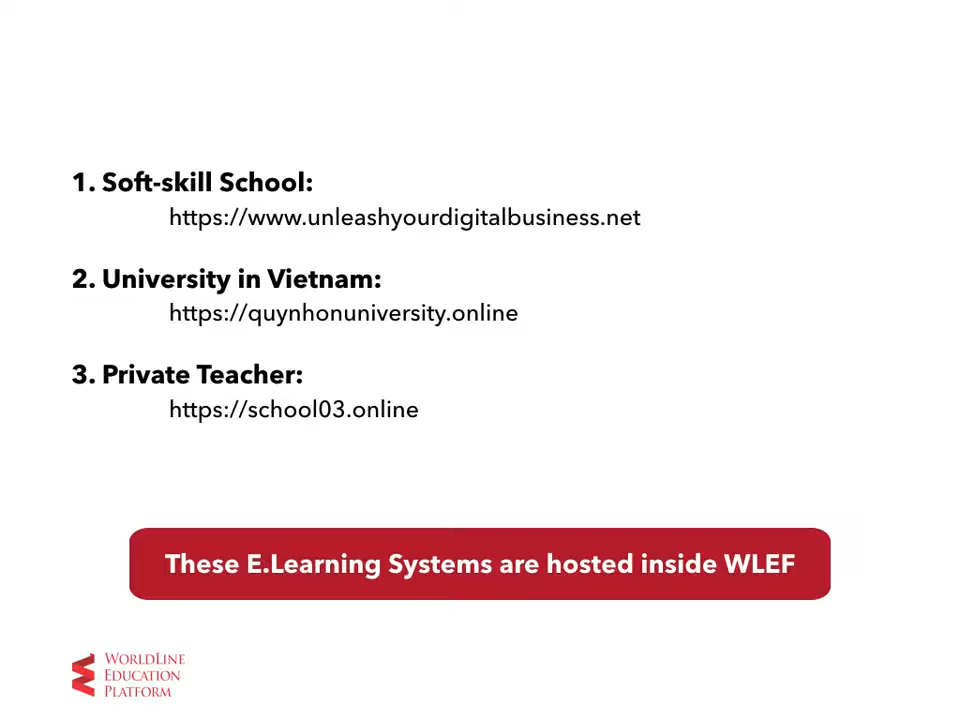 1. Soft-skill School:
https://www.unleashyourdigitalbusiness.net
2. University in Vietnam:
https://quynhonuniversity.online
3. Private Teacher:
https://school03.online
These E.Learning Systems are hosted inside WLEF
WORLDLINE
EDUCATION
PLATFORM